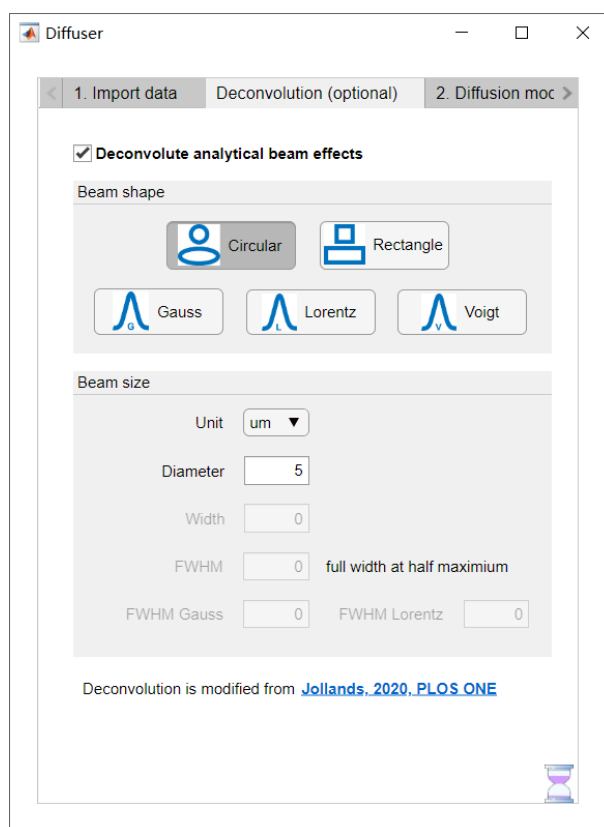 Diffuser
1. Import data Deconvolution (optional) 2. Diffusion moc
Deconvolute analytical beam effects
Beam shape
Circular Rectangle
G Gauss L Lorentz V Voigt
Beam size
Unit um
Diameter 5
Width 0
FWHM 0 full width at half maximium
FWHM Gauss 0 FWHM Lorentz 0
Deconvolution is modified from Jollands, 2020, PLOS ONE